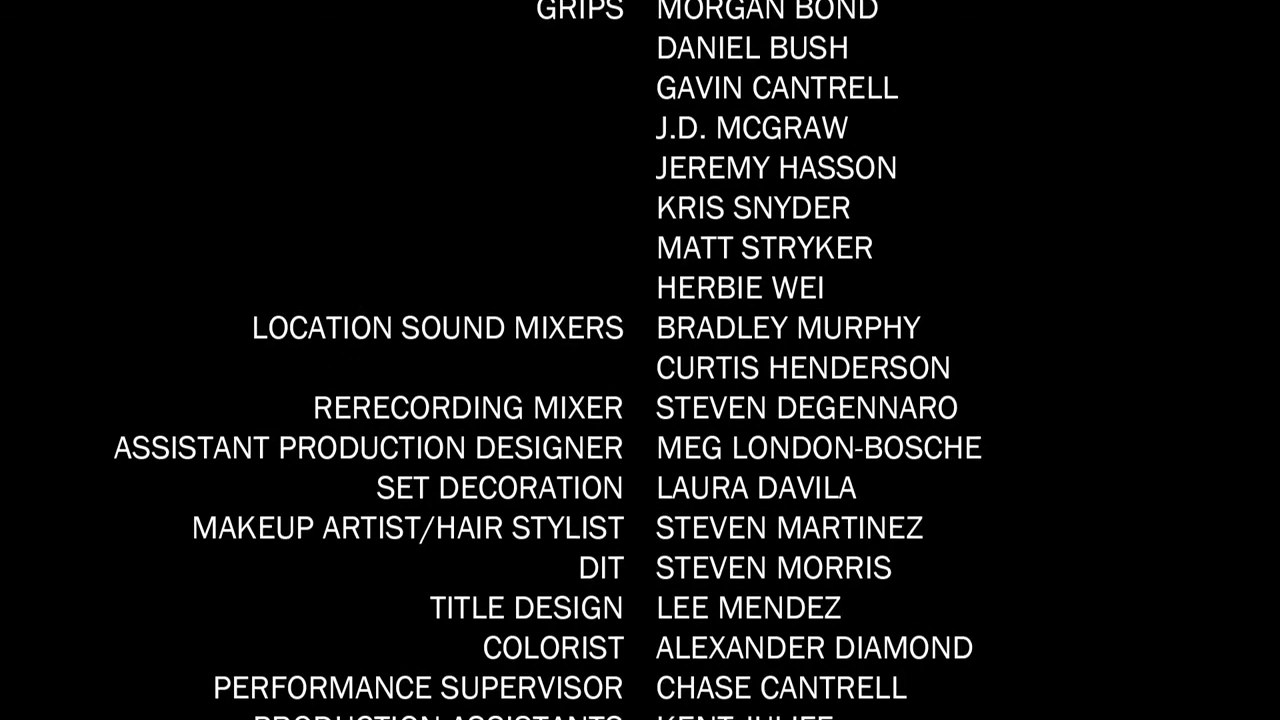 GRIPS MORGAN BOND
DANIEL BUSH
GAVIN CANTRELL
J.D. MCGRAW
JEREMY HASSON
KRIS SNYDER
MATT STRYKER
HERBIE WEI
LOCATION SOUND MIXERS BRADLEY MURPHY
CURTIS HENDERSON
RERECORDING MIXER STEVEN DEGENNARO
ASSISTANT PRODUCTION DESIGNER MEG LONDON-BOSCHE
SET DECORATION LAURA DAVILA
MAKEUP ARTIST/HAIR STYLIST STEVEN MARTINEZ
DIT STEVEN MORRIS
TITLE DESIGN LEE MENDEZ
COLORIST ALEXANDER DIAMOND
PERFORMANCE SUPERVISOR CHASE CANTRELL
PRODUCTION ASSISTANTS KENT